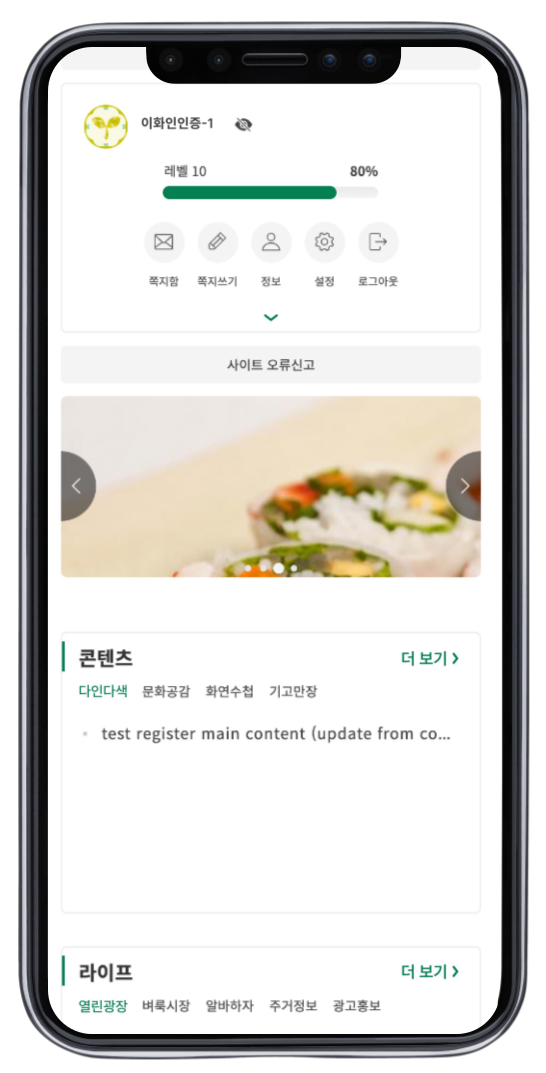 이화인인증-1
레벨 10 80%
쪽지함 쪽지쓰기 정보 설정 로그아웃
사이트 오류신고
콘텐츠 더 보기
다인다색 문화공감 화연수첩 기고만장
test register main content (update from co...
라이프 더 보기
열린광장 벼룩시장 알바하자 주거정보 광고홍보